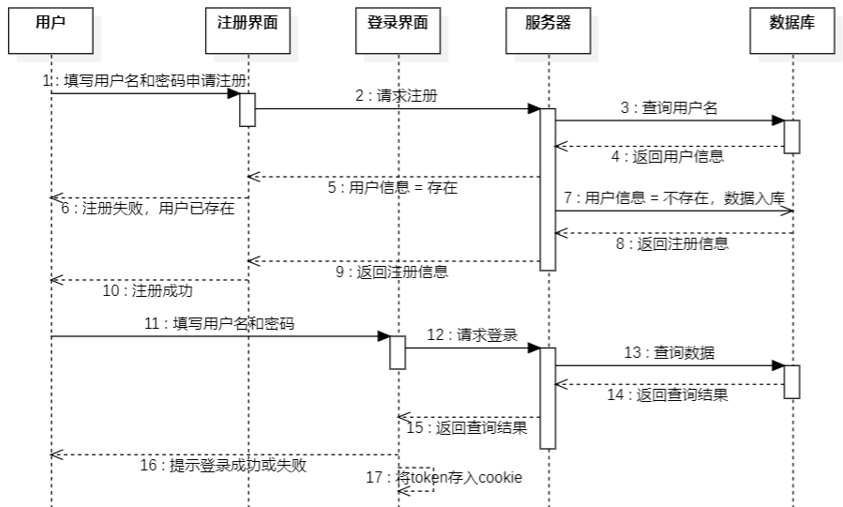 用户
注册界面
登录界面
服务器
数据库
1 : 填写用户名和密码申请注册
2 : 请求注册
3 : 查询用户名
4 : 返回用户信息
5 : 用户信息 = 存在
6 : 注册失败，用户已存在
7 : 用户信息 = 不存在，数据入库
8 : 返回注册信息
9 : 返回注册信息
10 : 注册成功
11 : 填写用户名和密码
12 : 请求登录
13 : 查询数据
14 : 返回查询结果
15 : 返回查询结果
16 : 提示登录成功或失败
17 : 将token存入cookie